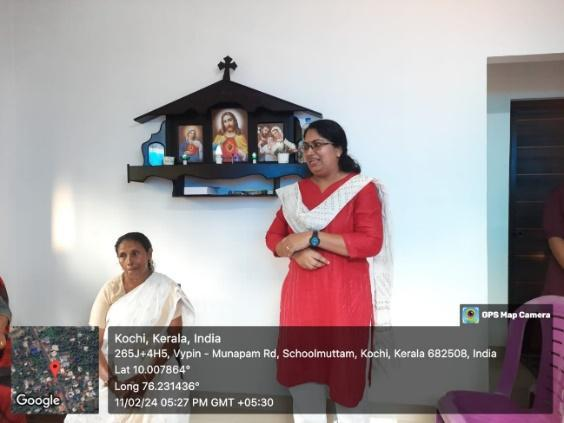 GPS Map Camera
Kochi, Kerala, India
265J+4H5, Vypin - Munapam Rd, Schoolmuttam, Kochi, Kerala 682508, India
Lat 10.007864°
Long 76.231436°
11/02/24 05:27 PM GMT +05:30
Google